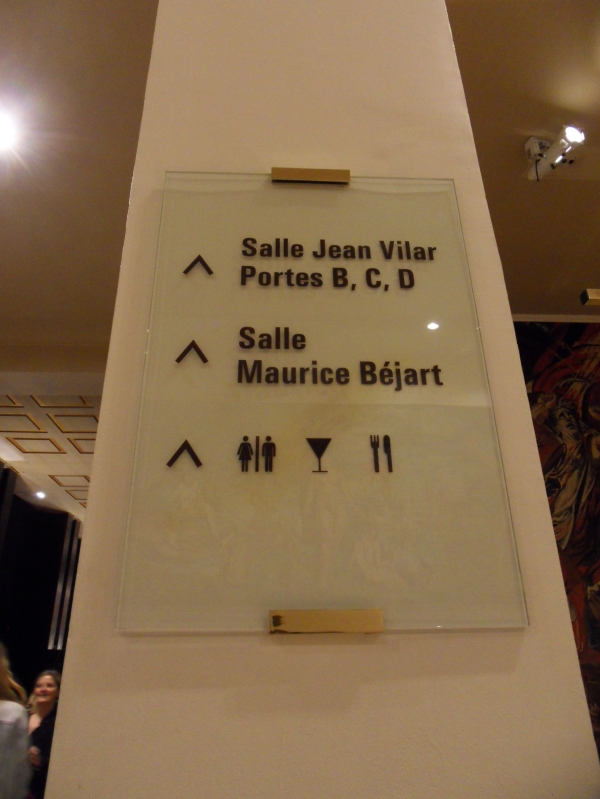 Salle Jean Vilar
Portes B, C, D
Salle
Maurice Béjart